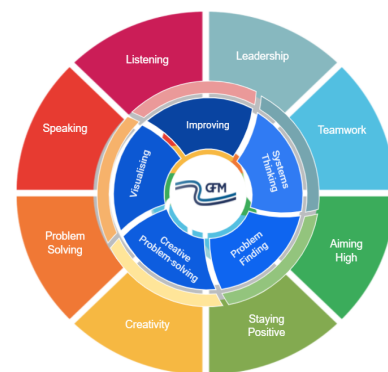 Listening
Leadership
Speaking
Teamwork
Improving
Visualising
Systems
Thinking
GFM
Creative
Problem-solving
Problem
Finding
Problem
Solving
Aiming
High
Creativity
Staying
Positive